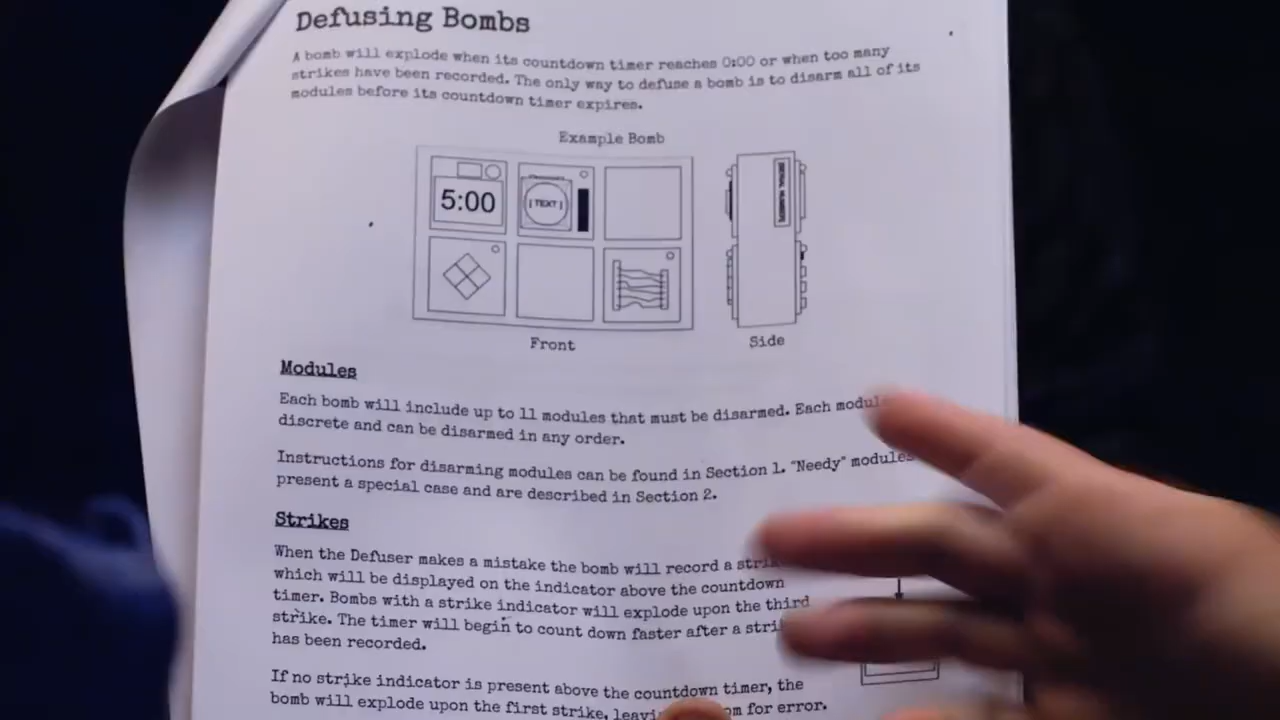 Defusing Bombs
A bomb will explode when its countdown timer reaches 0:00 or when too many
strikes have been recorded. The only way to defuse a bomb is to disarm all of its
modules before its countdown timer expires.
Example Bomb
5:00
[TEXT]
SERIAL NUMBER
Front
Side
Modules
Each bomb will include up to 11 modules that must be disarmed. Each
discrete and can be disarmed in any order.
Instructions for disarming modules can be found in Section 1. "Needy" modules
present a special case and are described in Section 2.
Strikes
When the Defuser makes a mistake the bomb will record a
which will be displayed on the indicator above the countdown
timer. Bombs with a strike indicator will explode upon the third
strike. The timer will begin to count down faster after a
has been recorded.
If no strike indicator is present above the countdown timer, the
bomb will explode upon the first strike, for error.